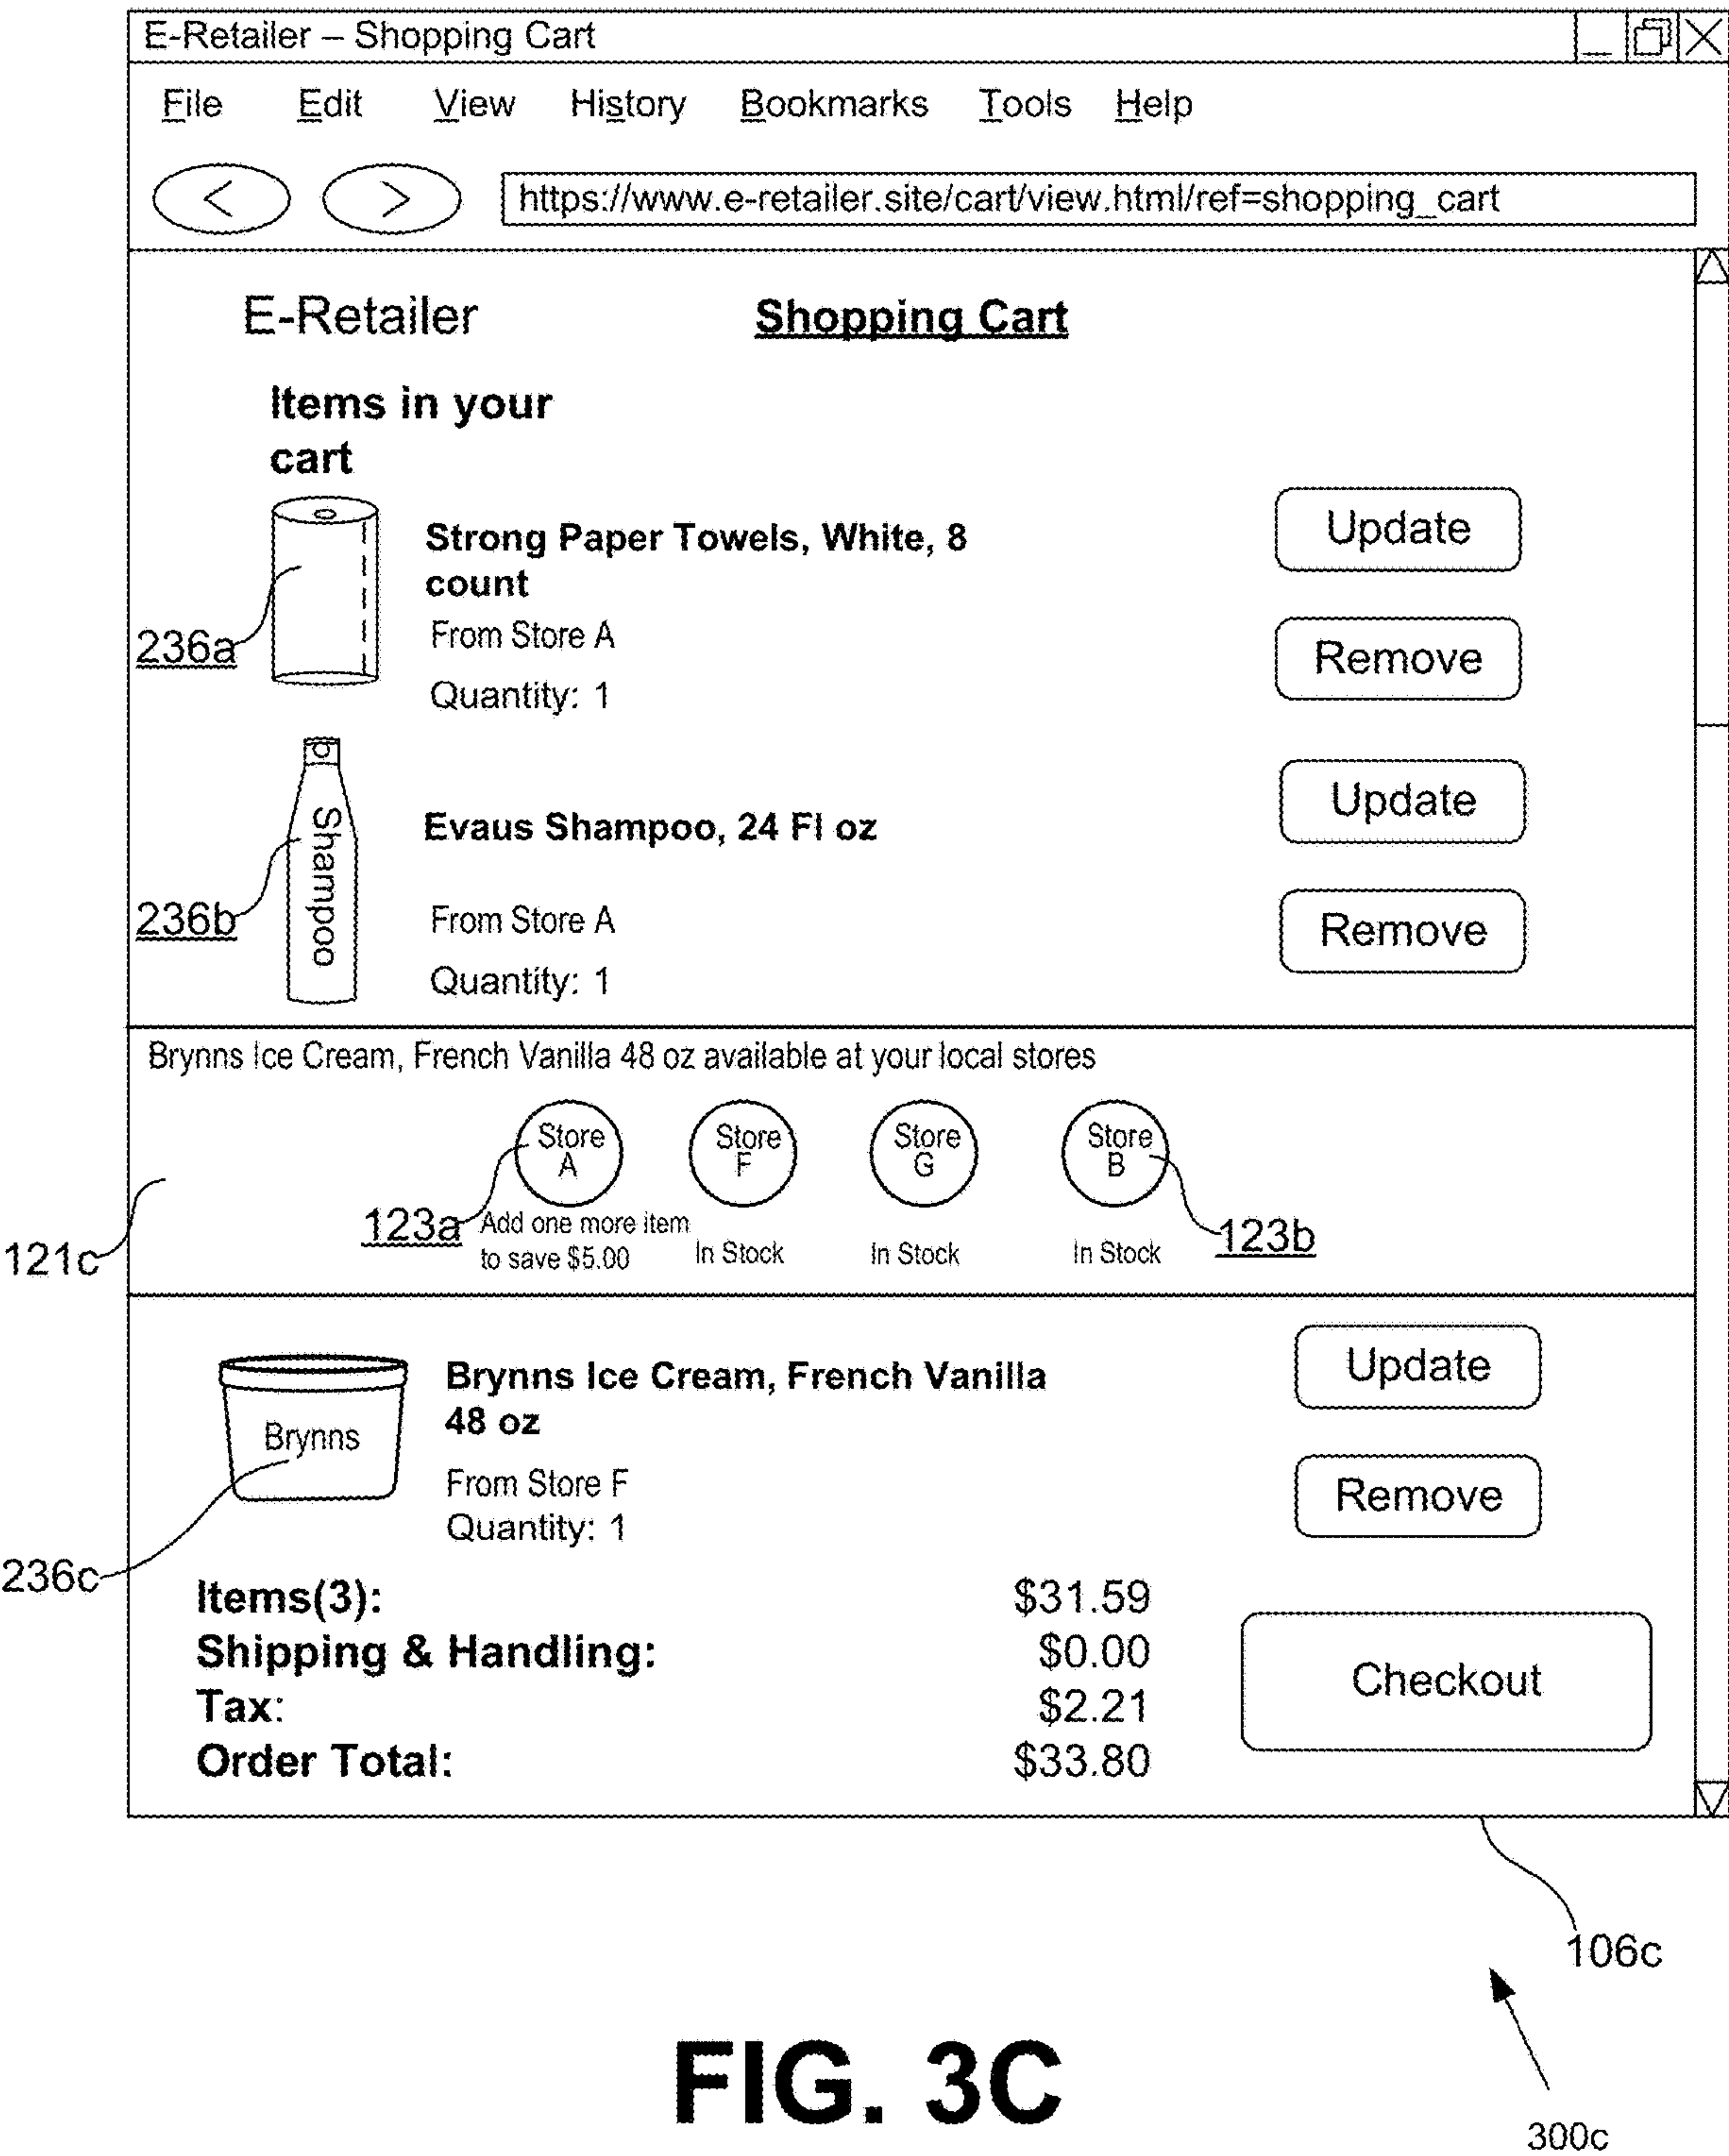 E-Retailer – Shopping Cart
File Edit View History Bookmarks Tools Help
< > https://www.e-retailer.site/cart/view.html/ref=shopping_cart
E-Retailer Shopping Cart
Items in your
cart
Strong Paper Towels, White, 8
count
Update
236a
From Store A
Remove
Quantity: 1
Shampoo
Evaus Shampoo, 24 Fl oz
Update
236b
From Store A
Remove
Quantity: 1
Brynns Ice Cream, French Vanilla 48 oz available at your local stores
Store Store Store Store
A F G B
121c
123a Add one more item 123b
to save $5.00 In Stock In Stock In Stock
Brynns Ice Cream, French Vanilla
48 oz
Update
Brynns
From Store F
Remove
Quantity: 1
236c
Items(3): $31.59
Shipping & Handling: $0.00
Tax: $2.21
Order Total: $33.80
Checkout
106c
FIG. 3C
300c